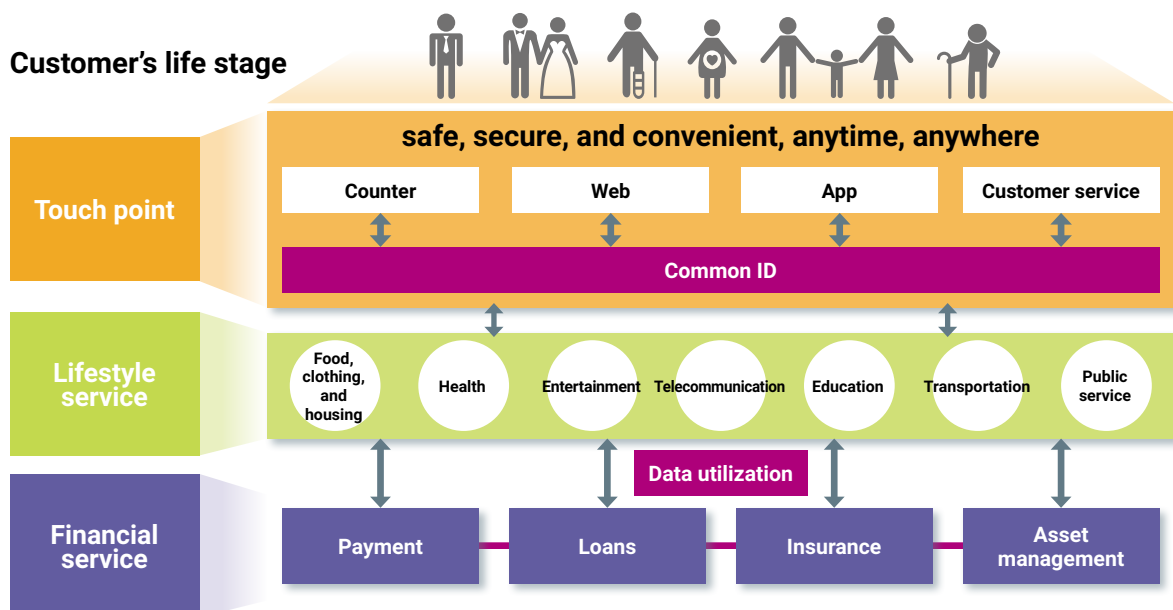 Customer's life stage
safe, secure, and convenient, anytime, anywhere
Touch point
Counter
Web
App
Customer service
Common ID
Lifestyle
service
Food,
clothing,
and
housing
Health
Entertainment
Telecommunication
Education
Transportation
Public
service
Data utilization
Financial
service
Payment
Loans
Insurance
Asset
management